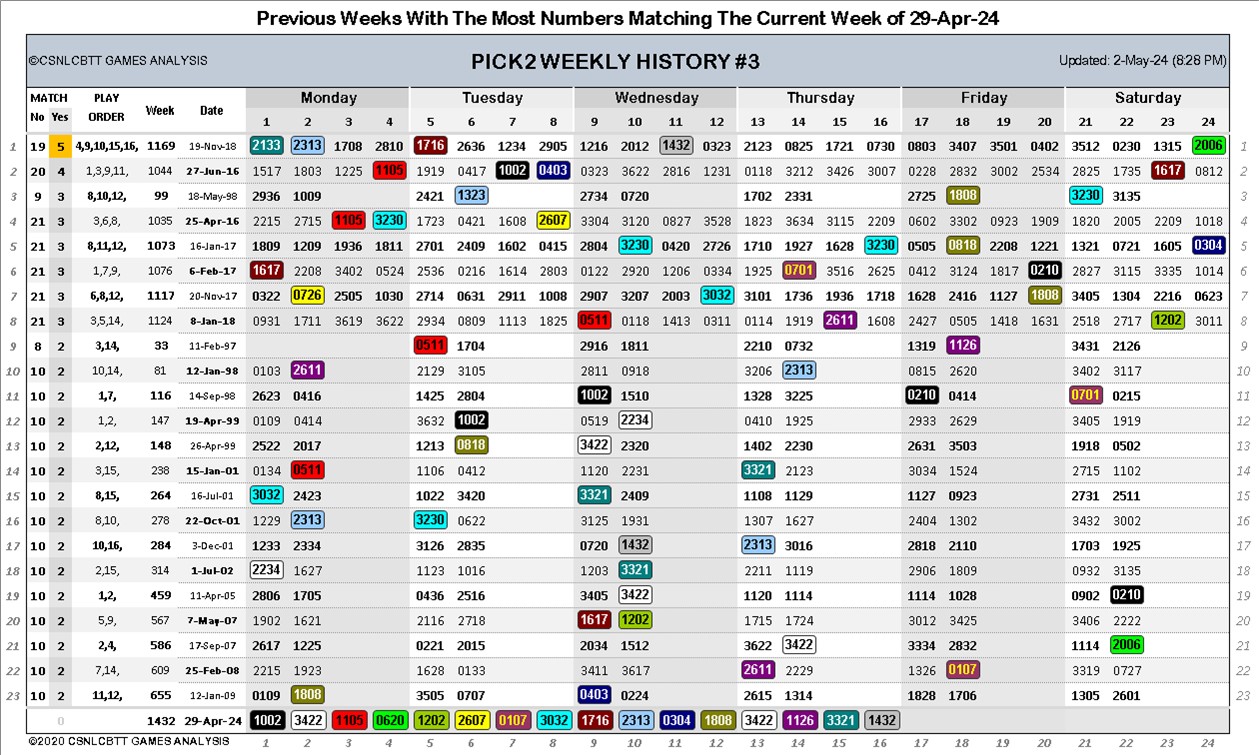 Previous Weeks With The Most Numbers Matching The Current Week of 29-Apr-24
©CSNLCBTT GAMES ANALYSIS PICK2 WEEKLY HISTORY #3 Updated: 2-May-24 (8:28 PM)
MATCH PLAY Week Date Monday Tuesday Wednesday Thursday Friday Saturday
No Yes ORDER 1 2 3 4 5 6 7 8 9 10 11 12 13 14 15 16 17 18 19 20 21 22 23 24
1 19 5 4,9,10,15,16, 1169 19-Nov-18 2133 2313 1708 2810 1716 2636 1234 2905 1216 2012 1432 0323 2123 0825 1721 0730 0803 3407 3501 0402 3512 0230 1315 2006 1
2 20 4 1,3,9,11, 1044 27-Jun-16 1517 1803 1225 1105 1919 0417 1002 0403 0323 3622 2816 1231 0118 3212 3426 3007 0228 2832 3002 2534 2825 1735 1617 0812 2
3 9 3 8,10,12, 99 18-May-98 2936 1009 2421 1323 2734 0720 1702 2331 2725 1808 3230 3135 3
4 21 3 3,6,8, 1035 25-Apr-16 2215 2715 1105 3230 1723 0421 1608 2607 3304 3120 0827 3528 1823 3634 3115 2209 0602 3302 0923 1909 1820 2005 2209 1018 4
5 21 3 8,11,12, 1073 16-Jan-17 1809 1209 1936 1811 2701 2409 1602 0415 2804 3230 0420 2726 1710 1927 1628 3230 0505 0818 2208 1221 1321 0721 1605 0304 5
6 21 3 1,7,9, 1076 6-Feb-17 1617 2208 3402 0524 2536 0216 1614 2803 0122 2920 1206 0334 1925 0701 3516 2625 0412 3124 1817 0210 2827 3115 3335 1014 6
7 21 3 6,8,12, 1117 20-Nov-17 0322 0726 2505 1030 2714 0631 2911 1008 2907 3207 2003 3032 3101 1736 1936 1718 1628 2416 1127 1808 3405 1304 2216 0623 7
8 21 3 3,5,14, 1124 8-Jan-18 0931 1711 3619 3622 2934 0809 1113 1825 0511 0118 1413 0311 0114 1919 2611 1608 2427 0505 1418 1631 2518 2717 1202 3011 8
9 8 2 3,14, 33 11-Feb-97 0511 1704 2916 1811 2210 0732 1319 1126 3431 2126 9
10 10 2 10,14, 81 12-Jan-98 0103 2611 2129 3105 2811 0918 3206 2313 0815 2620 3402 3117 10
11 10 2 1,7, 116 14-Sep-98 2623 0416 1425 2804 1002 1510 1328 3225 0210 0414 0701 0215 11
12 10 2 1,2, 147 19-Apr-99 0109 0414 3632 1002 0519 2234 0410 1925 2933 2629 3405 1919 12
13 10 2 2,12, 148 26-Apr-99 2522 2017 1213 0818 3422 2320 1402 2230 2631 3503 1918 0502 13
14 10 2 3,15, 238 15-Jan-01 0134 0511 1106 0412 1120 2231 3321 2123 3034 1524 2715 1102 14
15 10 2 8,15, 264 16-Jul-01 3032 2423 1022 3420 3321 2409 1108 1129 1127 0923 2731 2511 15
16 10 2 8,10, 278 22-Oct-01 1229 2313 3230 0622 3125 1931 1307 1627 2404 1302 3432 3002 16
17 10 2 10,16, 284 3-Dec-01 1233 2334 3126 2835 0720 1432 2313 3016 2818 2110 1703 1925 17
18 10 2 2,15, 314 1-Jul-02 2234 1627 1123 1016 1203 3321 2211 1119 2906 1809 0932 3135 18
19 10 2 1,2, 459 11-Apr-05 2806 1705 0436 2516 3405 3422 1120 1114 1114 1028 0902 0210 19
20 10 2 5,9, 567 7-May-07 1902 1621 2116 2718 1617 1202 1715 1724 3012 3425 3406 2222 20
21 10 2 2,4, 586 17-Sep-07 2617 1225 0221 2015 2034 1512 3622 3422 3334 2832 1114 2006 21
22 10 2 7,14, 609 25-Feb-08 2215 1923 1628 0133 3411 3617 2611 2229 1326 0107 3319 0727 22
23 10 2 11,12, 655 12-Jan-09 0109 1808 3505 0707 0403 0224 2615 1314 1828 1706 1305 2601 23
0 1432 29-Apr-24 1002 3422 1105 0620 1202 2607 0107 3032 1716 2313 0304 1808 3422 1126 3321 1432
©2020 CSNLCBTT GAMES ANALYSIS 1 2 3 4 5 6 7 8 9 10 11 12 13 14 15 16 17 18 19 20 21 22 23 24